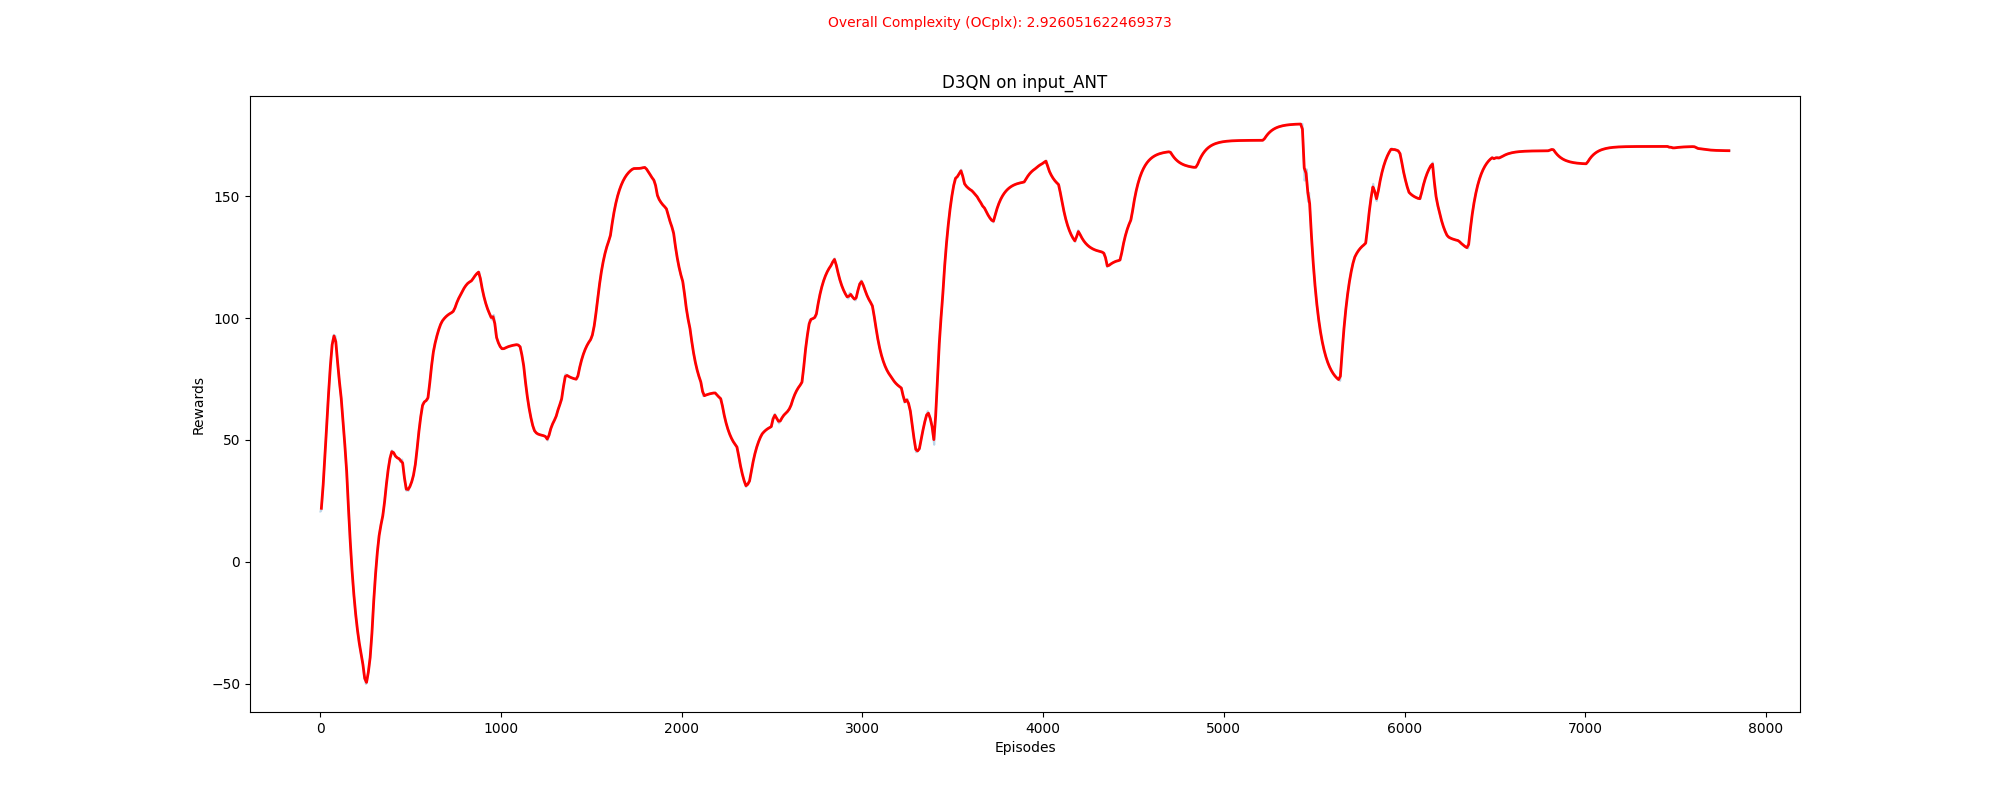 Overall Complexity (OCplx): 2.926051622469373
D3QN on input_ANT
Rewards
150
100
50
0
−50
0 1000 2000 3000 4000 5000 6000 7000 8000
Episodes